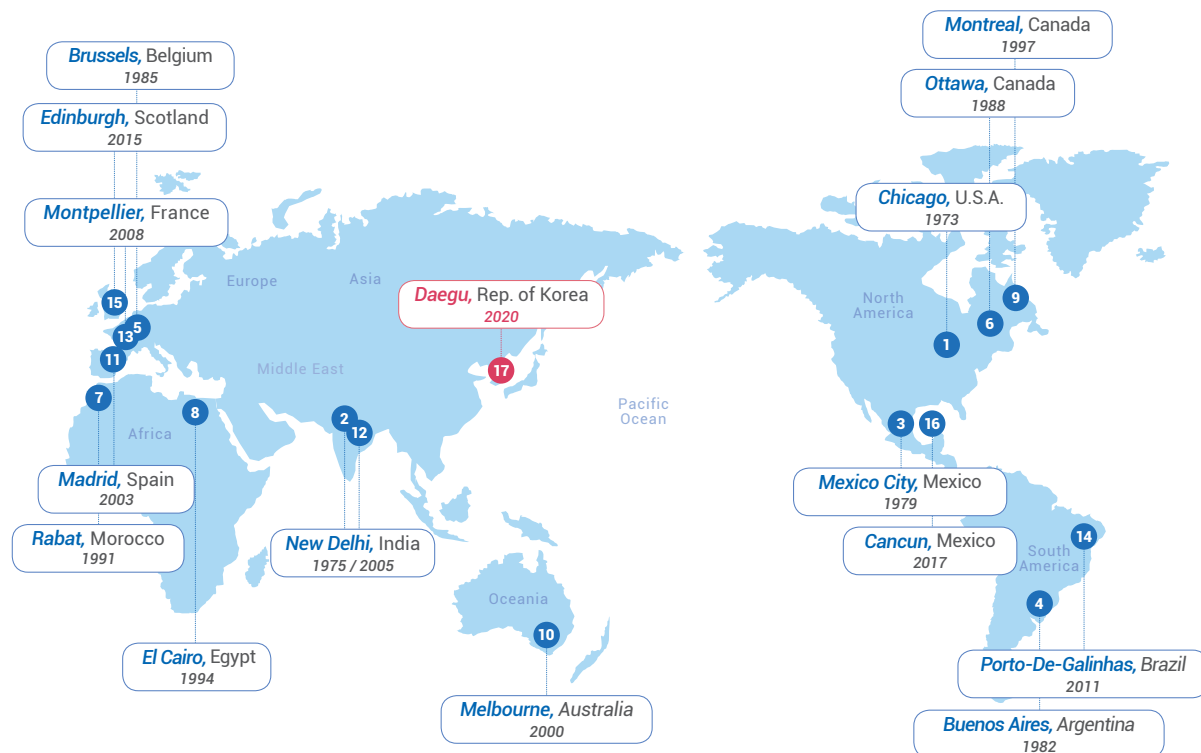 Montreal, Canada
1997
Brussels, Belgium
1985
Ottawa, Canada
1988
Edinburgh, Scotland
2015
Chicago, U.S.A.
1973
Montpellier, France
2008
Europe
Asia
Daegu, Rep. of Korea
2020
North
America
15
9
13
5
6
1
11
Middle East
17
7
8
2
12
Pacific
Ocean
3
16
Africa
Madrid, Spain
2003
Mexico City, Mexico
1979
Rabat, Morocco
1991
New Delhi, India
1975 / 2005
Cancun, Mexico
2017
14
South
America
Oceania
4
10
El Cairo, Egypt
1994
Porto-De-Galinhas, Brazil
2011
Melbourne, Australia
2000
Buenos Aires, Argentina
1982